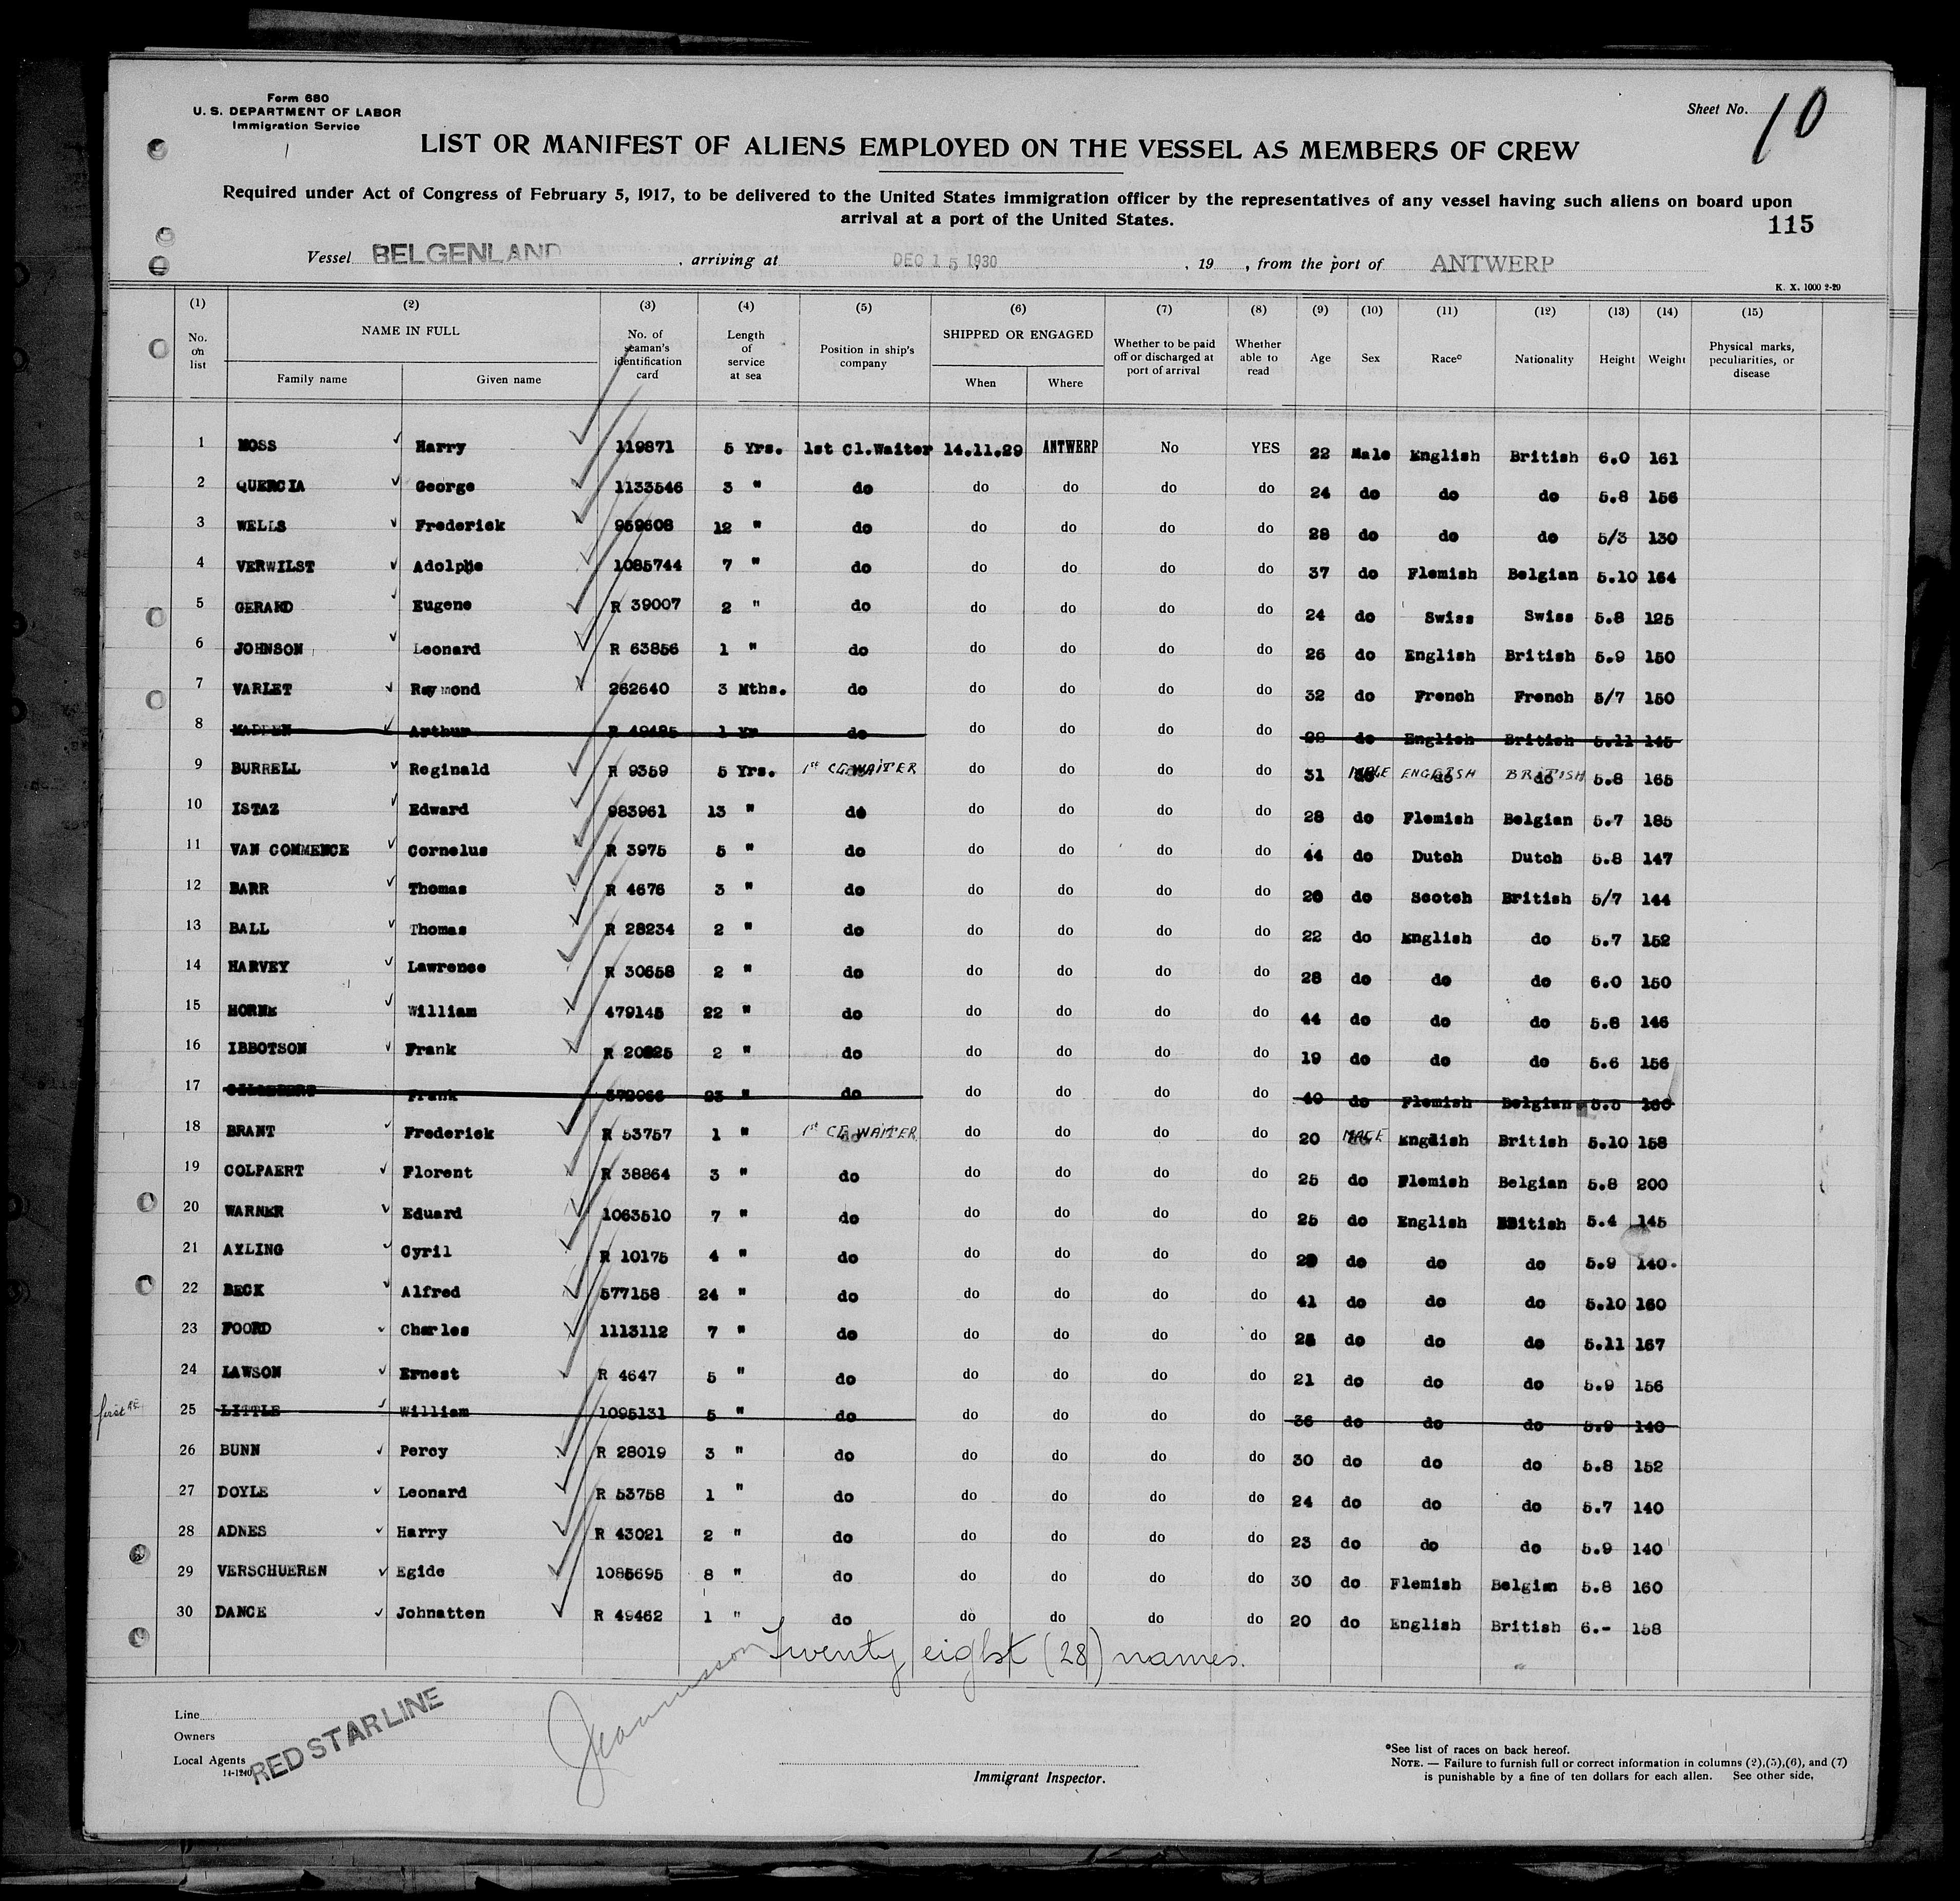 Form 680
U. S. DEPARTMENT OF LABOR
Immigration Service
Sheet No. 10
LIST OR MANIFEST OF ALIENS EMPLOYED ON THE VESSEL AS MEMBERS OF CREW
Required under Act of Congress of February 5, 1917, to be delivered to the United States immigration officer by the representatives of any vessel having such aliens on board upon
arrival at a port of the United States.
115
Vessel BELGENLAND, arriving at DEC 15 1930, 19 , from the port of ANTWERP
K. X. 1000 2-29
(1) (2) (3) (4) (5) (6) (7) (8) (9) (10) (11) (12) (13) (14) (15)
No. on list NAME IN FULL Family name Given name No. of seaman's identification card Length of service at sea Position in ship's company SHIPPED OR ENGAGED When Where Whether to be paid off or discharged at port of arrival Whether able to read Age Sex Race* Nationality Height Weight Physical marks, peculiarities, or disease
1 MOSS Harry 119871 5 Yrs. 1st Cl.Waiter 14.11.29 ANTWERP No YES 22 Male English British 6.0 161
2 QUERCIA George 1133546 3 " do do do do do 24 do do do 5.8 156
3 WELLS Frederick 959608 12 " do do do do do 28 do do do 5/3 130
4 VERWILST Adolphe 1085744 7 " do do do do do 37 do Flemish Belgian 5.10 164
5 GERARD Eugene R 39007 2 " do do do do do 24 do Swiss Swiss 5.8 125
6 JOHNSON Leonard R 63856 1 " do do do do do 26 do English British 5.9 150
7 VARLET Raymond 262640 3 Mths. do do do do do 32 do French French 5/7 150
8 MADDEN Arthur R 49485 1 Yr do do do do do do English British 5.11 145
9 BURRELL Reginald R 9359 5 Yrs. 1st CL WAITER do do do do 31 MALE ENGLISH BRITISH 5.8 165
10 ISTAZ Edward 983961 13 " do do do do do 28 do Flemish Belgian 5.7 185
11 VAN COMMENCE Cornelus R 3975 5 " do do do do do 44 do Dutch Dutch 5.8 147
12 BARR Thomas R 4676 3 " do do do do do 20 do Scotch British 5/7 144
13 BALL Thomas R 28234 2 " do do do do do 22 do English do 5.7 152
14 HARVEY Lawrence R 30658 2 " do do do do do 28 do do do 6.0 150
15 HORNE William 479145 22 " do do do do do 44 do do do 5.8 146
16 IBBOTSON Frank R 20825 2 " do do do do do 19 do do do 5.6 156
17 Frank 23 " do do do do do 40 do Flemish Belgian 5.5 160
18 BRANT Frederick R 53757 1 " 1st CL WAITER do do do do 20 MALE English British 5.10 158
19 COLPAERT Florent R 38864 3 " do do do do do 25 do Flemish Belgian 5.8 200
20 WARNER Eduard 1063510 7 " do do do do do 25 do English British 5.4 145
21 AYLING Cyril R 10175 4 " do do do do do do do do 5.9 140.
22 BECK Alfred 577158 24 " do do do do do 41 do do do 5.10 160
23 FOORD Charles 1113112 7 " do do do do do do do do 5.11 167
24 LAWSON Ernest R 4647 5 " do do do do do 21 do do do 5.9 156
25 LITTLE William 1095131 5 " do do do do do 36 do do do 5.9 140
26 BUNN Percy R 28019 3 " do do do do do 30 do do do 5.8 152
27 DOYLE Leonard R 53758 1 " do do do do do 24 do do do 5.7 140
28 ADNES Harry R 43021 2 " do do do do do 23 do do do 5.9 140
29 VERSCHUEREN Egide 1085695 8 " do do do do do 30 do Flemish Belgian 5.8 160
30 DANCE Johnatten R 49462 1 " do do do do do 20 do English British 6.- 158
Twenty eight (28) names.
Line
Owners
Local Agents
14-1240
RED STAR LINE
Immigrant Inspector.
*See list of races on back hereof.
NOTE. — Failure to furnish full or correct information in columns (2),(5),(6), and (7)
is punishable by a fine of ten dollars for each alien. See other side,